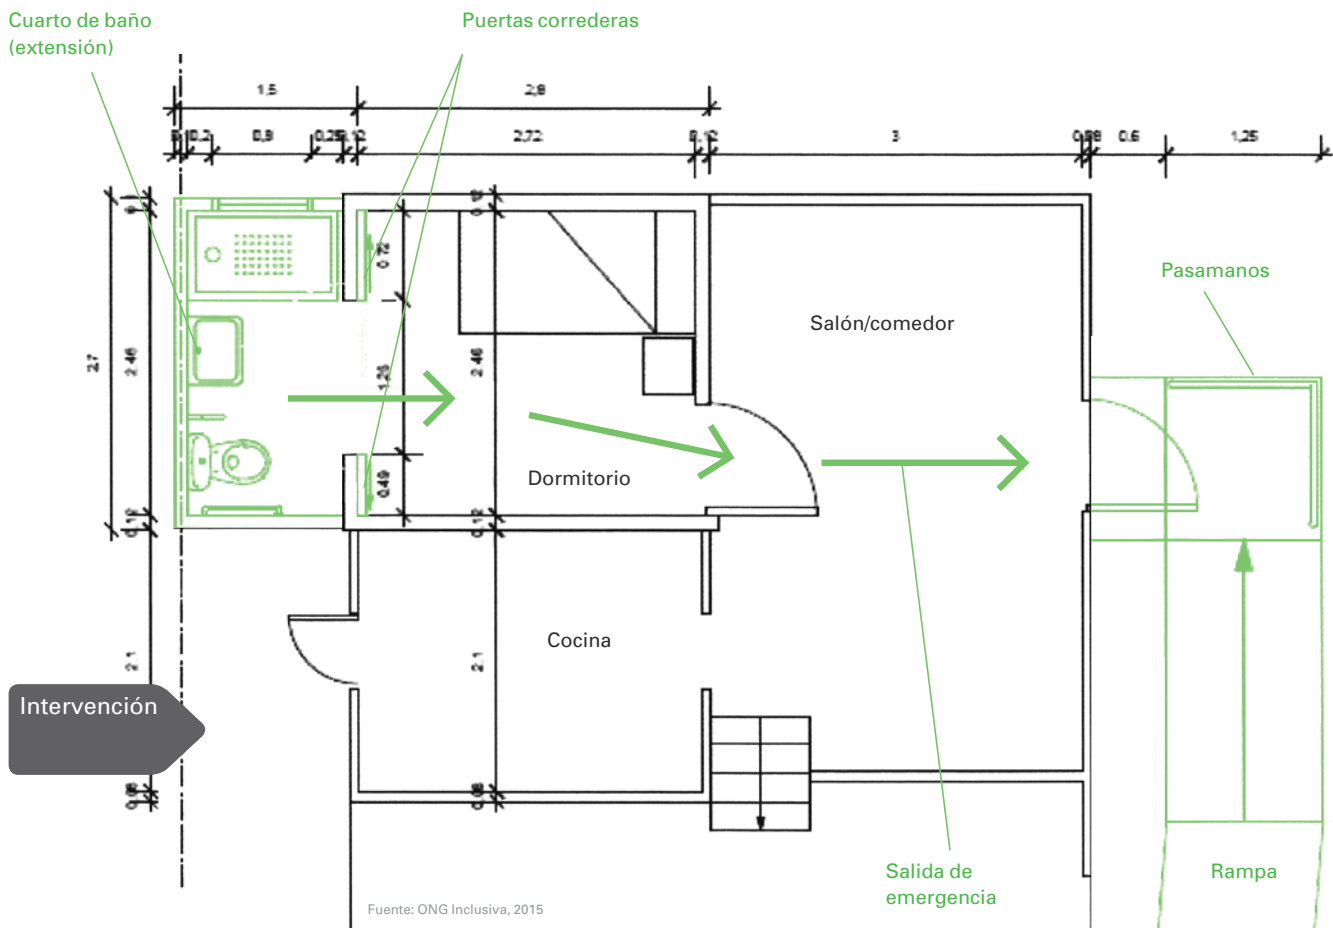 Cuarto de baño
(extensión)
Puertas correderas
1,5
2,8
0,2
0,9
2,72
3
0,6
1,25
0,12
0,72
2,7
2,46
1,25
2,46
0,49
0,12
0,12
2,1
2,1
0,08
0,08
Pasamanos
Salón/comedor
Dormitorio
Cocina
Intervención
Salida de
emergencia
Rampa
Fuente: ONG Inclusiva, 2015